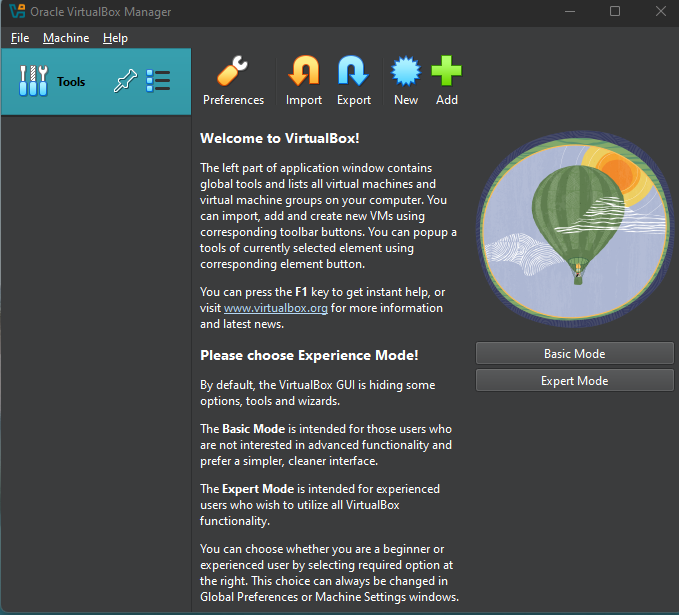 Oracle VirtualBox Manager
File Machine Help
Tools
Preferences Import Export New Add
Welcome to VirtualBox!
The left part of application window contains
global tools and lists all virtual machines and
virtual machine groups on your computer. You
can import, add and create new VMs using
corresponding toolbar buttons. You can popup a
tools of currently selected element using
corresponding element button.
You can press the F1 key to get instant help, or
visit www.virtualbox.org for more information
and latest news.
Please choose Experience Mode!
By default, the VirtualBox GUI is hiding some
options, tools and wizards.
The Basic Mode is intended for those users who
are not interested in advanced functionality and
prefer a simpler, cleaner interface.
The Expert Mode is intended for experienced
users who wish to utilize all VirtualBox
functionality.
You can choose whether you are a beginner or
experienced user by selecting required option at
the right. This choice can always be changed in
Global Preferences or Machine Settings windows.
Basic Mode
Expert Mode